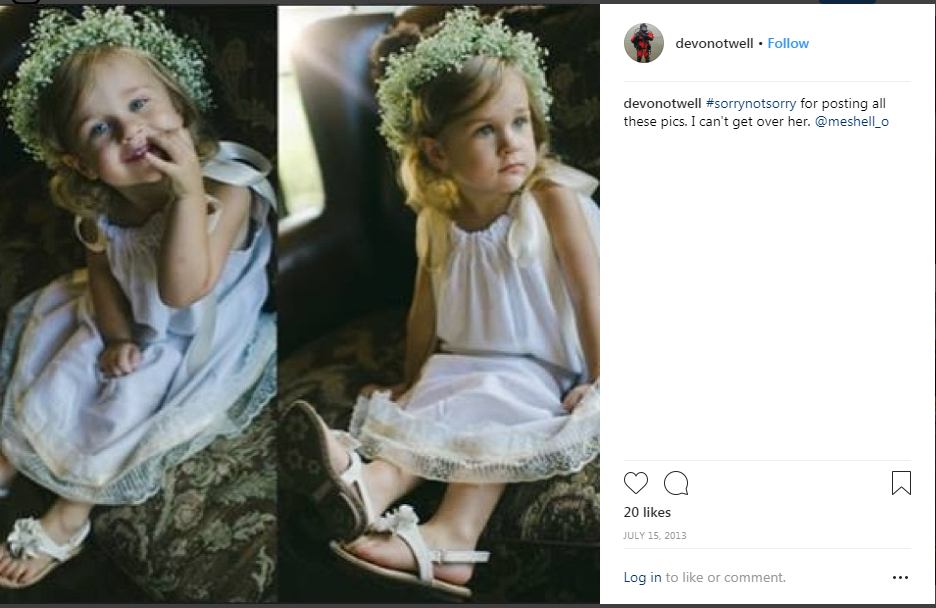 devonotwell • Follow
devonotwell #sorrynotsorry for posting all
these pics. I can't get over her. @meshell_o
20 likes
JULY 15, 2013
Log in to like or comment.